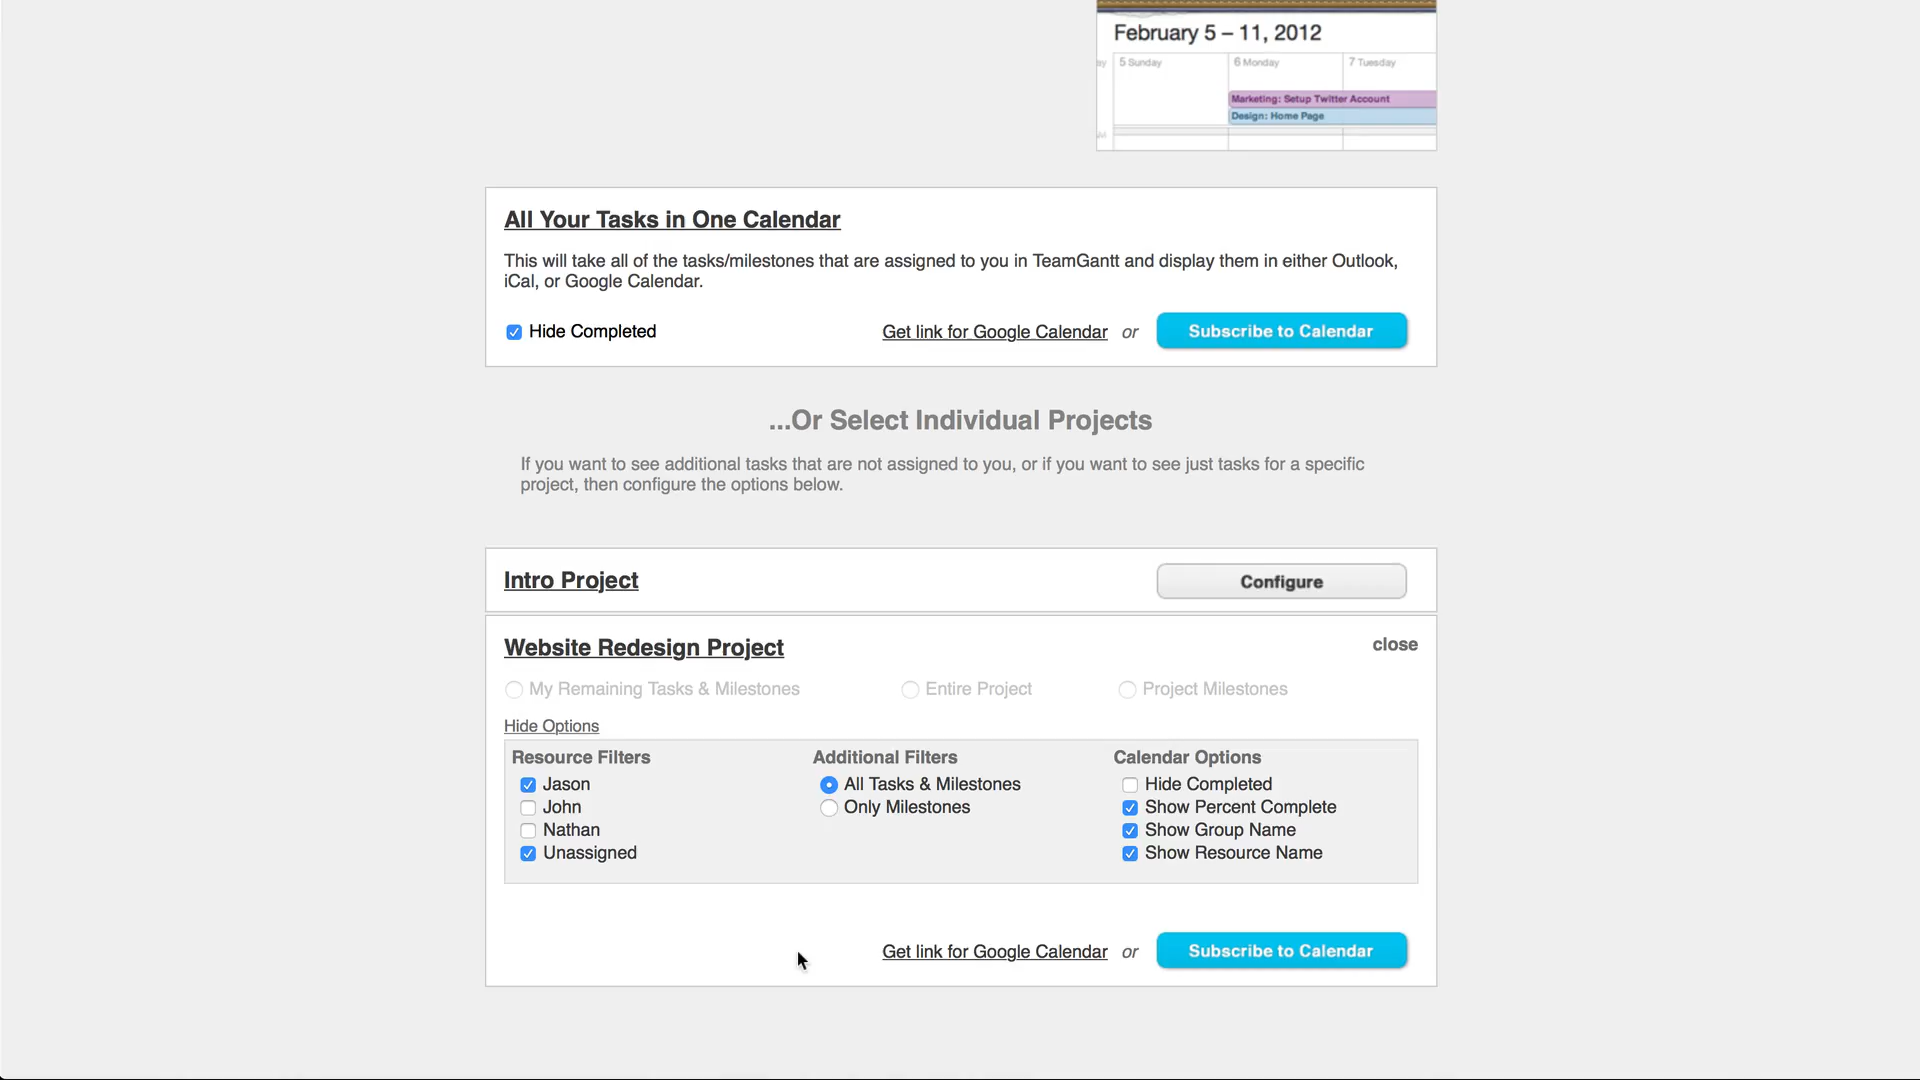 February 5 – 11, 2012
5 Sunday
6 Monday
7 Tuesday
Marketing: Setup Twitter Account
Design: Home Page
All Your Tasks in One Calendar
This will take all of the tasks/milestones that are assigned to you in TeamGantt and display them in either Outlook,
iCal, or Google Calendar.
Hide Completed
Get link for Google Calendar or Subscribe to Calendar
...Or Select Individual Projects
If you want to see additional tasks that are not assigned to you, or if you want to see just tasks for a specific
project, then configure the options below.
Intro Project
Configure
Website Redesign Project
close
My Remaining Tasks & Milestones
Entire Project
Project Milestones
Hide Options
Resource Filters
Jason
John
Nathan
Unassigned
Additional Filters
All Tasks & Milestones
Only Milestones
Calendar Options
Hide Completed
Show Percent Complete
Show Group Name
Show Resource Name
Get link for Google Calendar or Subscribe to Calendar